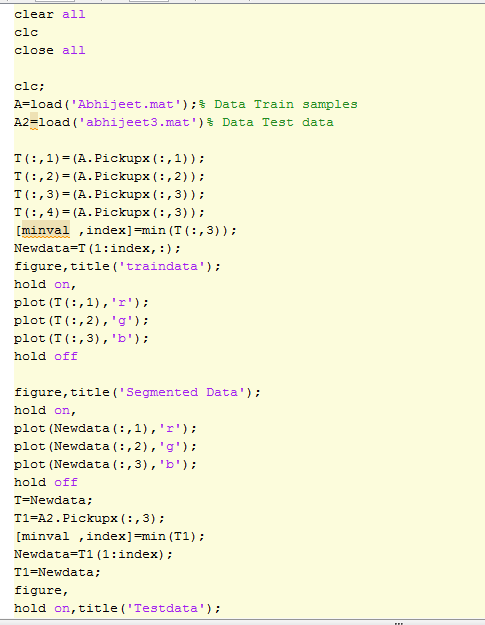 clear all
clc
close all
clc;
A=load('Abhijeet.mat');% Data Train samples
A2=load('abhijeet3.mat')% Data Test data
T(:,1)=(A.Pickupx(:,1));
T(:,2)=(A.Pickupx(:,2));
T(:,3)=(A.Pickupx(:,3));
T(:,4)=(A.Pickupx(:,3));
[minval ,index]=min(T(:,3));
Newdata=T(1:index,:);
figure,title('traindata');
hold on,
plot(T(:,1),'r');
plot(T(:,2),'g');
plot(T(:,3),'b');
hold off
figure,title('Segmented Data');
hold on,
plot(Newdata(:,1),'r');
plot(Newdata(:,2),'g');
plot(Newdata(:,3),'b');
hold off
T=Newdata;
T1=A2.Pickupx(:,3);
[minval ,index]=min(T1);
Newdata=T1(1:index);
T1=Newdata;
figure,
hold on,title('Testdata');